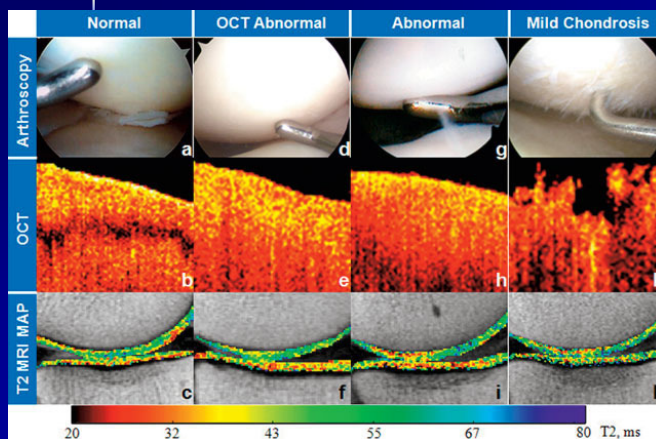 Normal OCT Abnormal Abnormal Mild Chondrosis
Arthroscopy
a d g
OCT
b e h
T2 MRI MAP
c f i
20 32 43 55 67 80 T2, ms